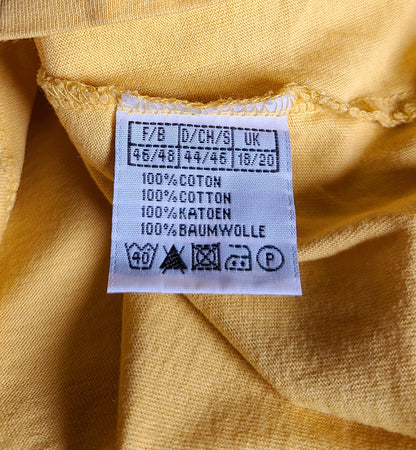 F/B D/CH/S UK
46/48 44/46 18/20
100%COTON
100%COTTON
100%KATOEN
100%BAUMWOLLE
40 P